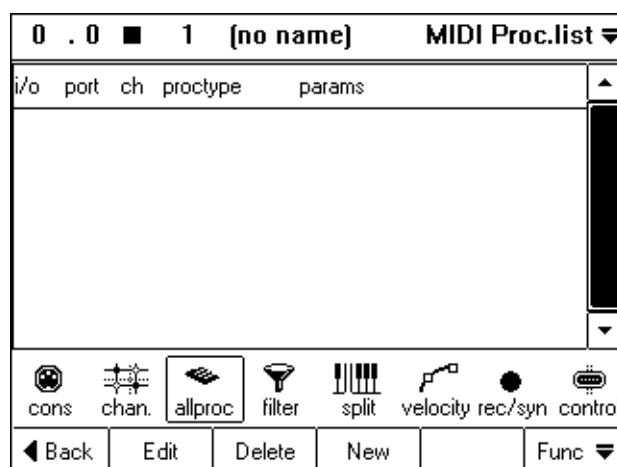 0 . 0 ■ 1 (no name) MIDI Proc.list
i/o port ch proctype params
cons chan. allproc filter split velocity rec/syn control
Back Edit Delete New Func